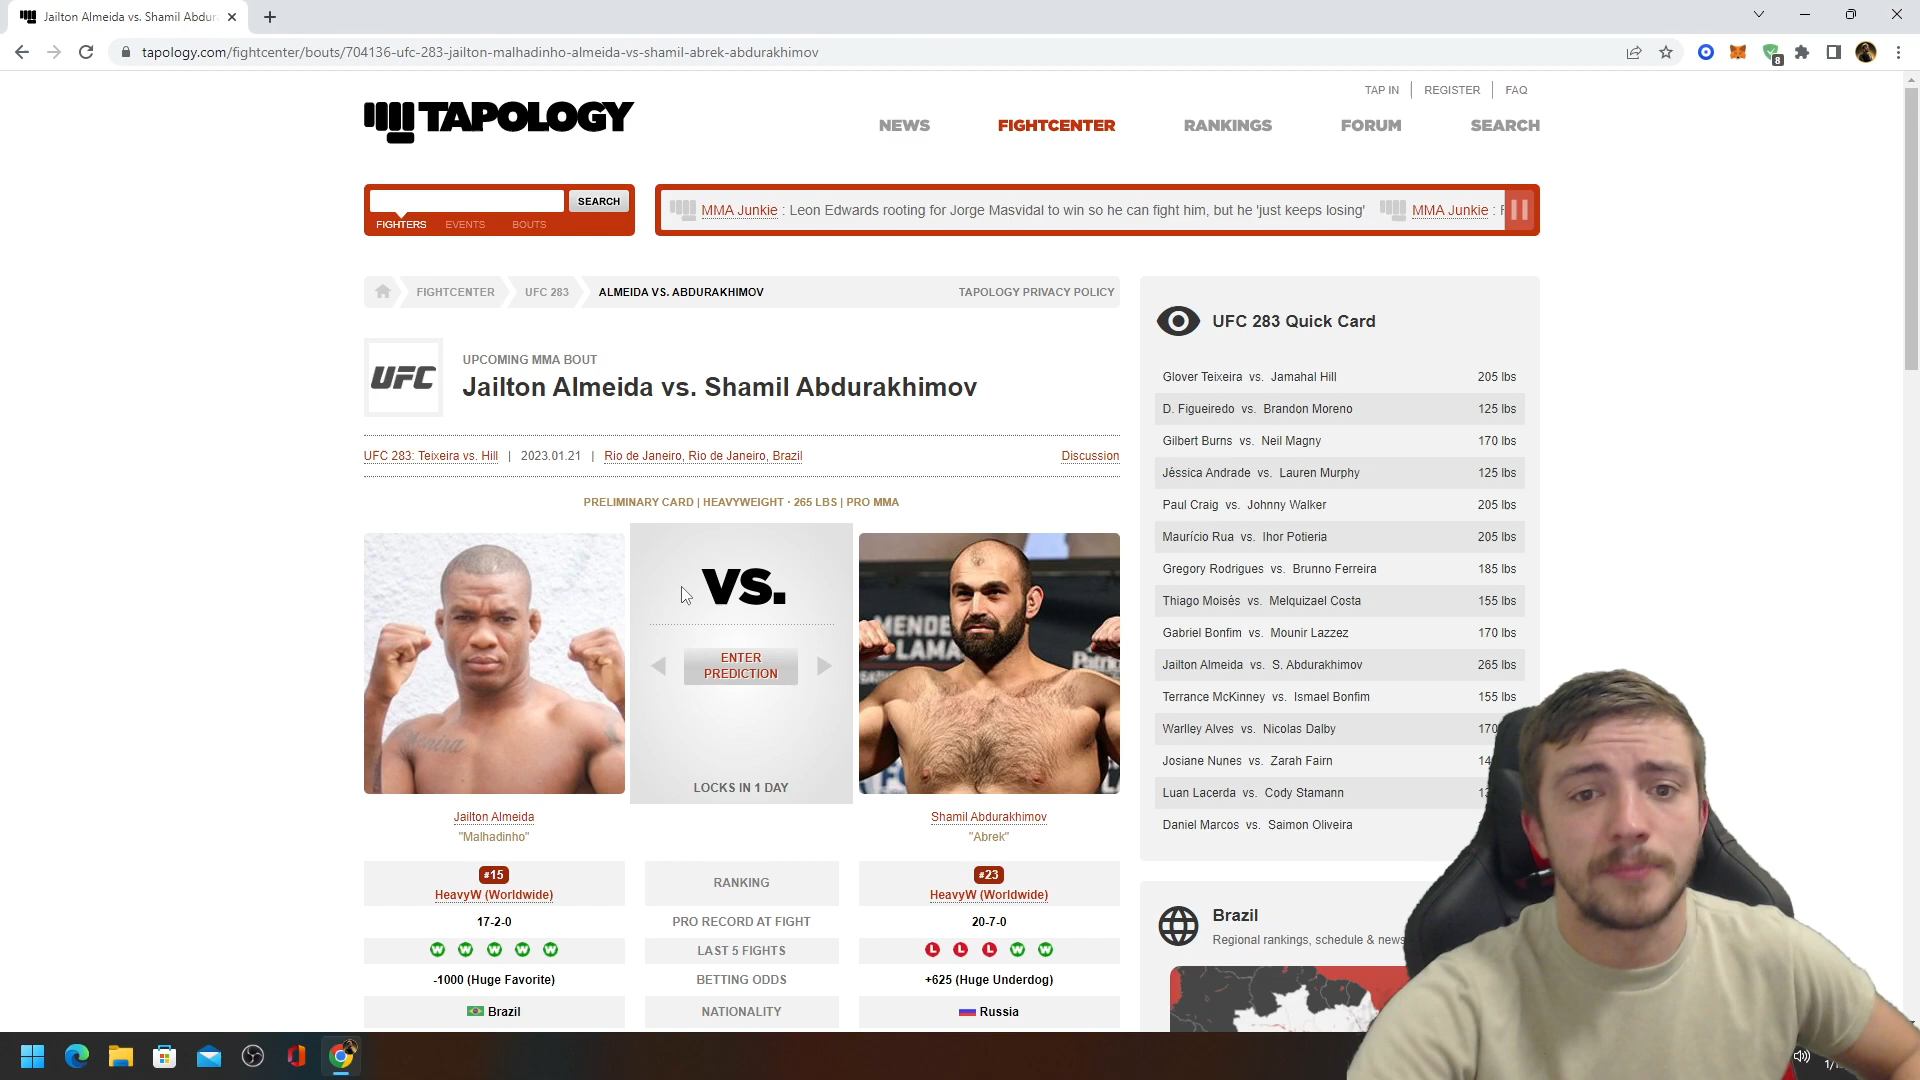 Jailton Almeida vs. Shamil Abdur
tapology.com/fightcenter/bouts/704136-ufc-283-jailton-malhadinho-almeida-vs-shamil-abrek-abdurakhimov
8
TAP IN | REGISTER | FAQ
TAPOLOGY
NEWS FIGHTCENTER RANKINGS FORUM SEARCH
SEARCH
FIGHTERS EVENTS BOUTS
MMA Junkie : Leon Edwards rooting for Jorge Masvidal to win so he can fight him, but he 'just keeps losing' MMA Junkie :
FIGHTCENTER UFC 283 ALMEIDA VS. ABDURAKHIMOV TAPOLOGY PRIVACY POLICY
UFC
UPCOMING MMA BOUT
Jailton Almeida vs. Shamil Abdurakhimov
UFC 283: Teixeira vs. Hill | 2023.01.21 | Rio de Janeiro, Rio de Janeiro, Brazil Discussion
PRELIMINARY CARD | HEAVYWEIGHT · 265 LBS | PRO MMA
VS.
ENTER
PREDICTION
LOCKS IN 1 DAY
MENDE
LAMA
Patri
Jailton Almeida
"Malhadinho"
Shamil Abdurakhimov
"Abrek"
#15 RANKING #23
HeavyW (Worldwide) HeavyW (Worldwide)
17-2-0 PRO RECORD AT FIGHT 20-7-0
W W W W W LAST 5 FIGHTS L L L W W
-1000 (Huge Favorite) BETTING ODDS +625 (Huge Underdog)
Brazil NATIONALITY Russia
UFC 283 Quick Card
Glover Teixeira vs. Jamahal Hill 205 lbs
D. Figueiredo vs. Brandon Moreno 125 lbs
Gilbert Burns vs. Neil Magny 170 lbs
Jéssica Andrade vs. Lauren Murphy 125 lbs
Paul Craig vs. Johnny Walker 205 lbs
Maurício Rua vs. Ihor Potieria 205 lbs
Gregory Rodrigues vs. Brunno Ferreira 185 lbs
Thiago Moisés vs. Melquizael Costa 155 lbs
Gabriel Bonfim vs. Mounir Lazzez 170 lbs
Jailton Almeida vs. S. Abdurakhimov 265 lbs
Terrance McKinney vs. Ismael Bonfim 155 lbs
Warlley Alves vs. Nicolas Dalby 170
Josiane Nunes vs. Zarah Fairn 14
Luan Lacerda vs. Cody Stamann 13
Daniel Marcos vs. Saimon Oliveira
Brazil
Regional rankings, schedule & news